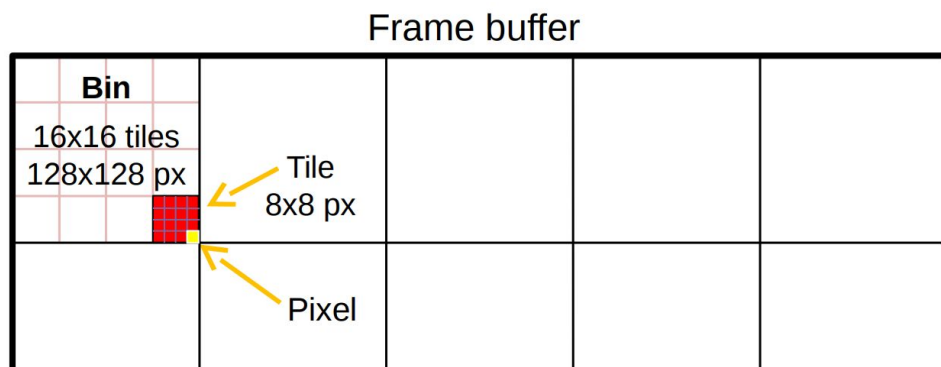 Frame buffer
Bin
16x16 tiles
128x128 px
Tile
8x8 px
Pixel